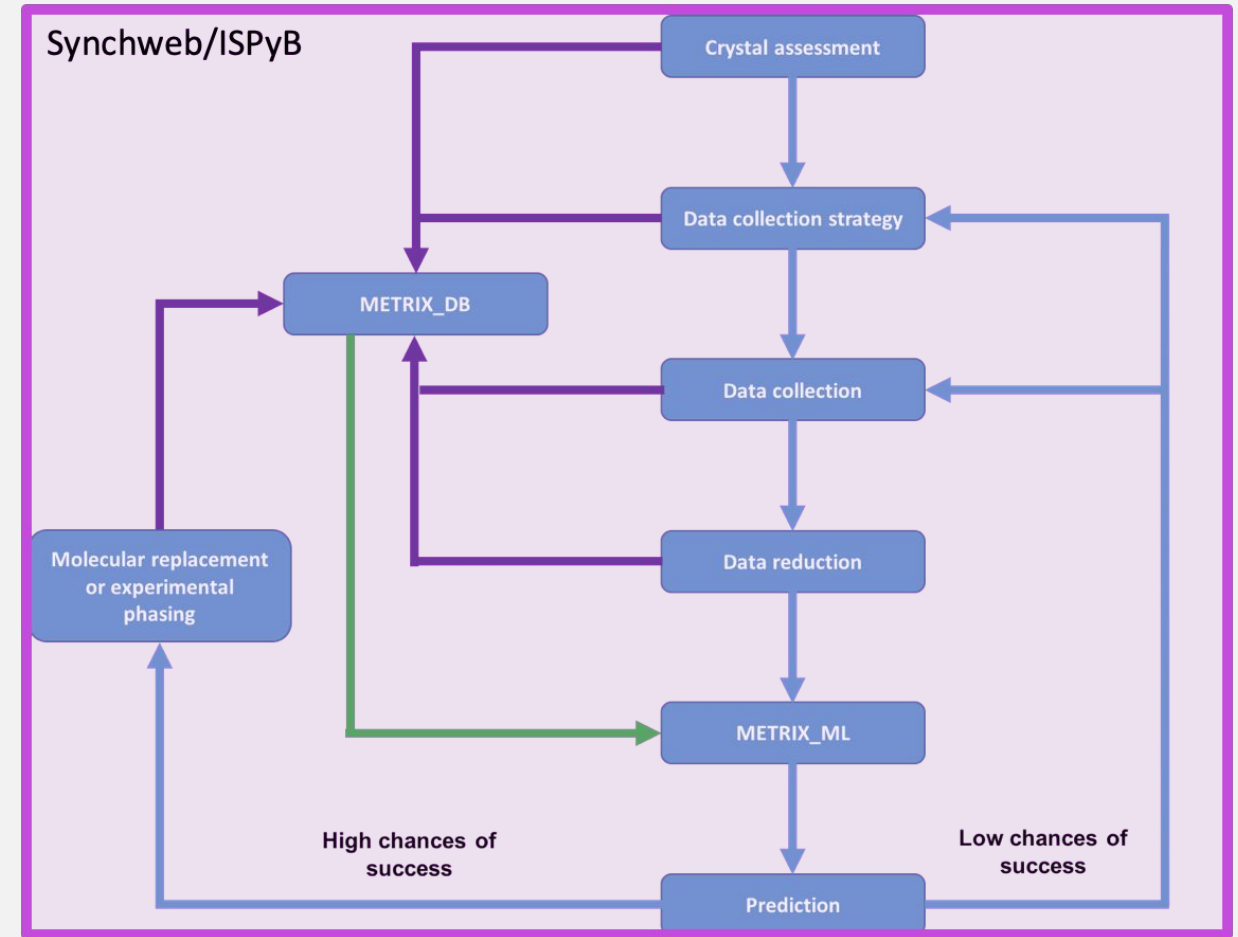 Synchweb/ISPyB
Crystal assessment
Data collection strategy
METRIX_DB
Data collection
Molecular replacement
or experimental
phasing
Data reduction
METRIX_ML
High chances of
success
Low chances of
success
Prediction